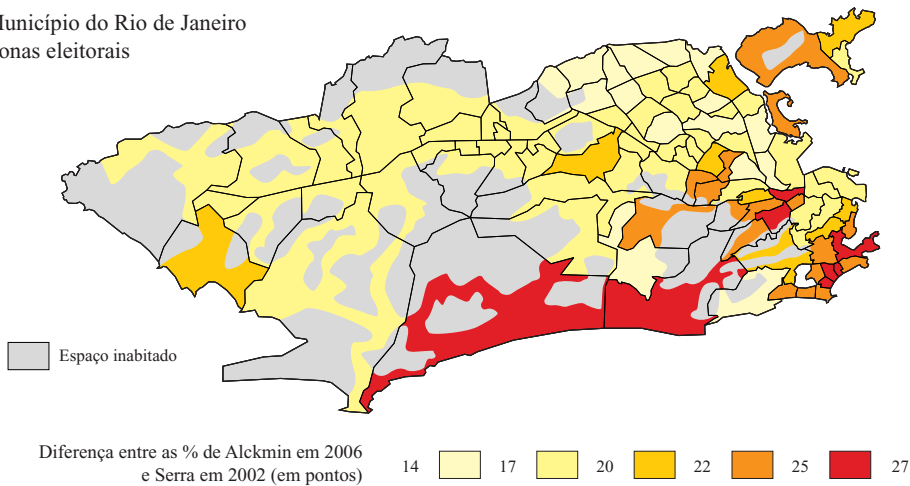 Município do Rio de Janeiro
onas eleitorais
Espaço inabitado
Diferença entre as % de Alckmin em 2006
e Serra em 2002 (em pontos)
14 17 20 22 25 27